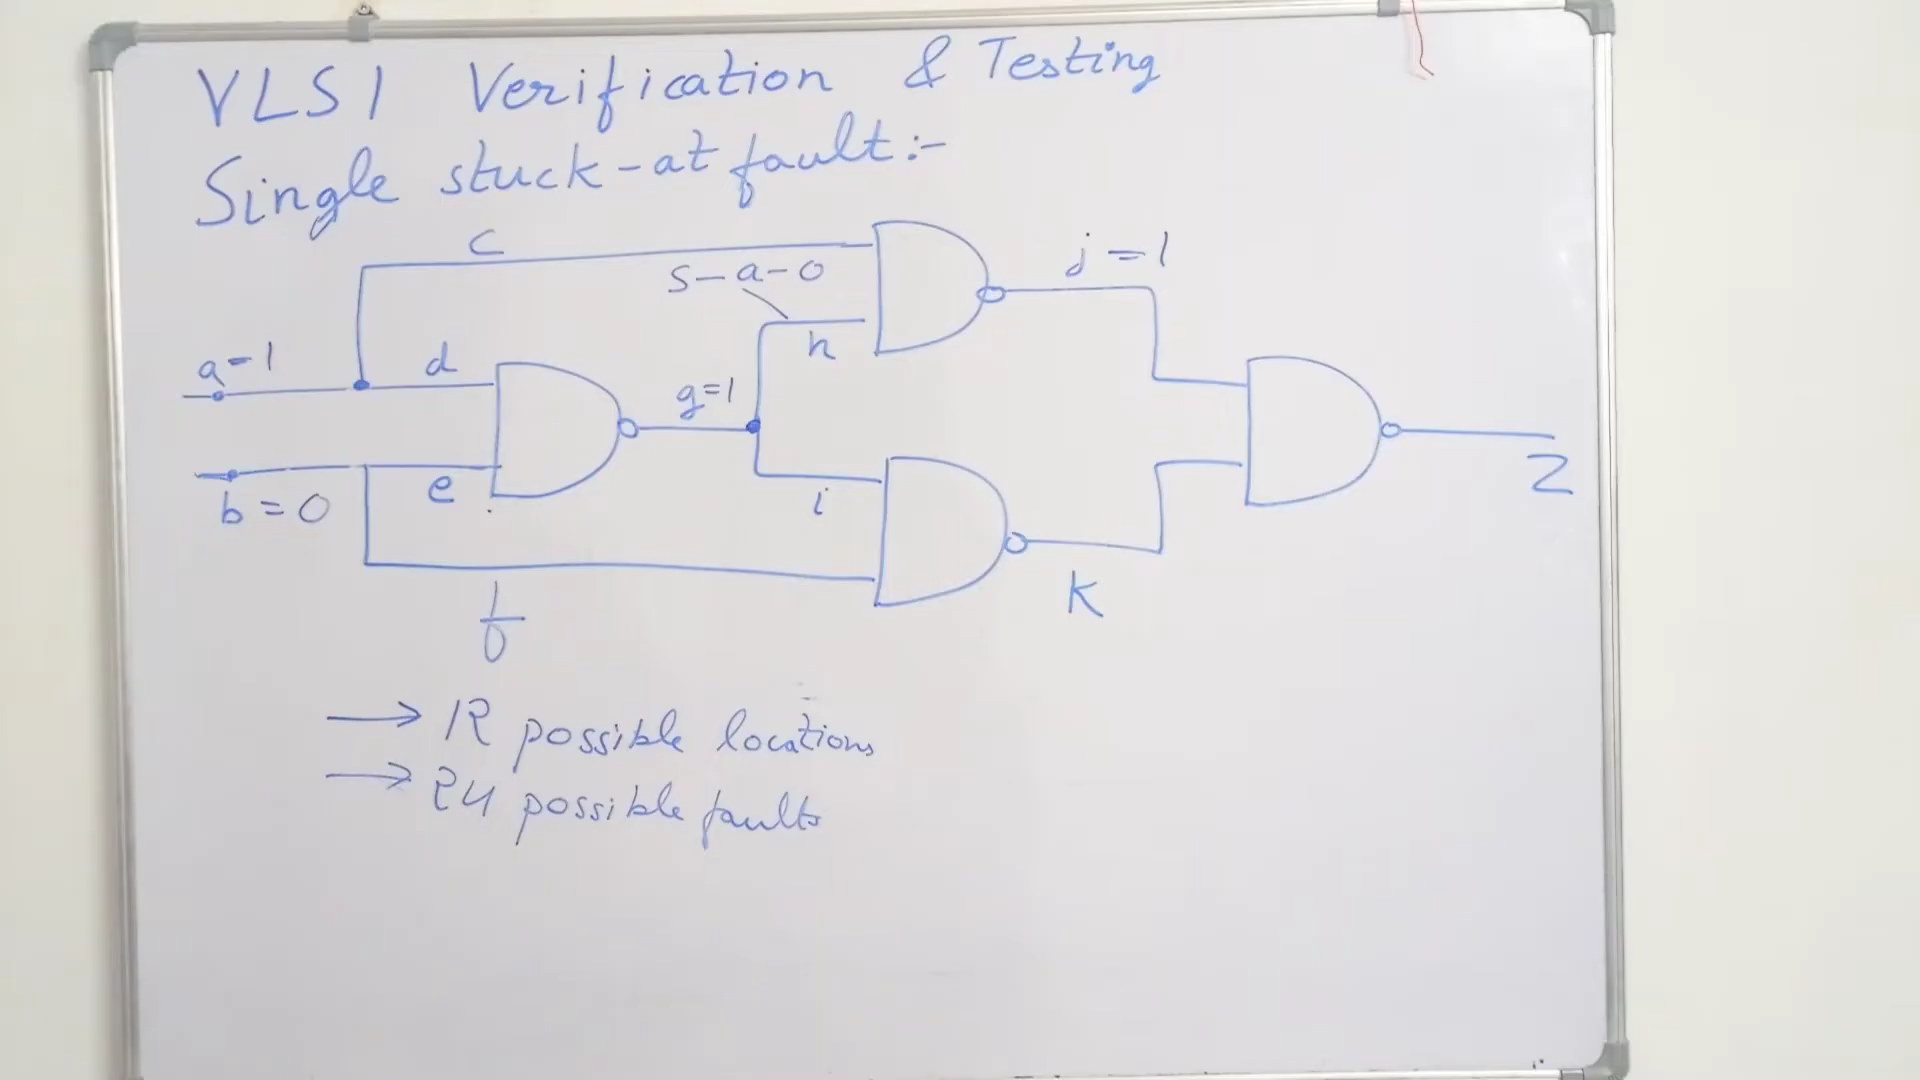 VLSI Verification & Testing
Single stuck-at fault:-
c
s-a-0
j=1
h
a=1
d
g=1
b=0
e
i
Z
f
K
→ 12 possible locations
→ 24 possible faults